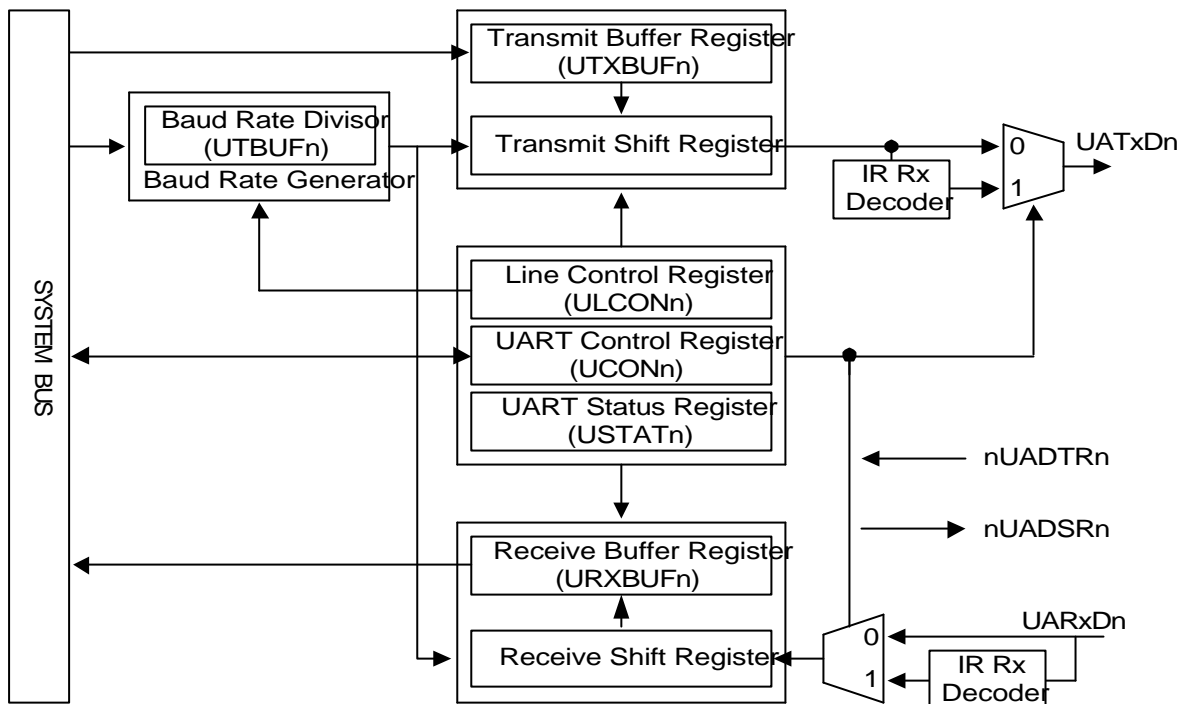 SYSTEM BUS
Transmit Buffer Register
(UTXBUFn)
Baud Rate Divisor
(UTBUFn)
Baud Rate Generator
Transmit Shift Register
IR Rx
Decoder
0
1
UATxDn
Line Control Register
(ULCONn)
UART Control Register
(UCONn)
UART Status Register
(USTATn)
nUADTRn
nUADSRn
Receive Buffer Register
(URXBUFn)
Receive Shift Register
0
1
UARxDn
IR Rx
Decoder